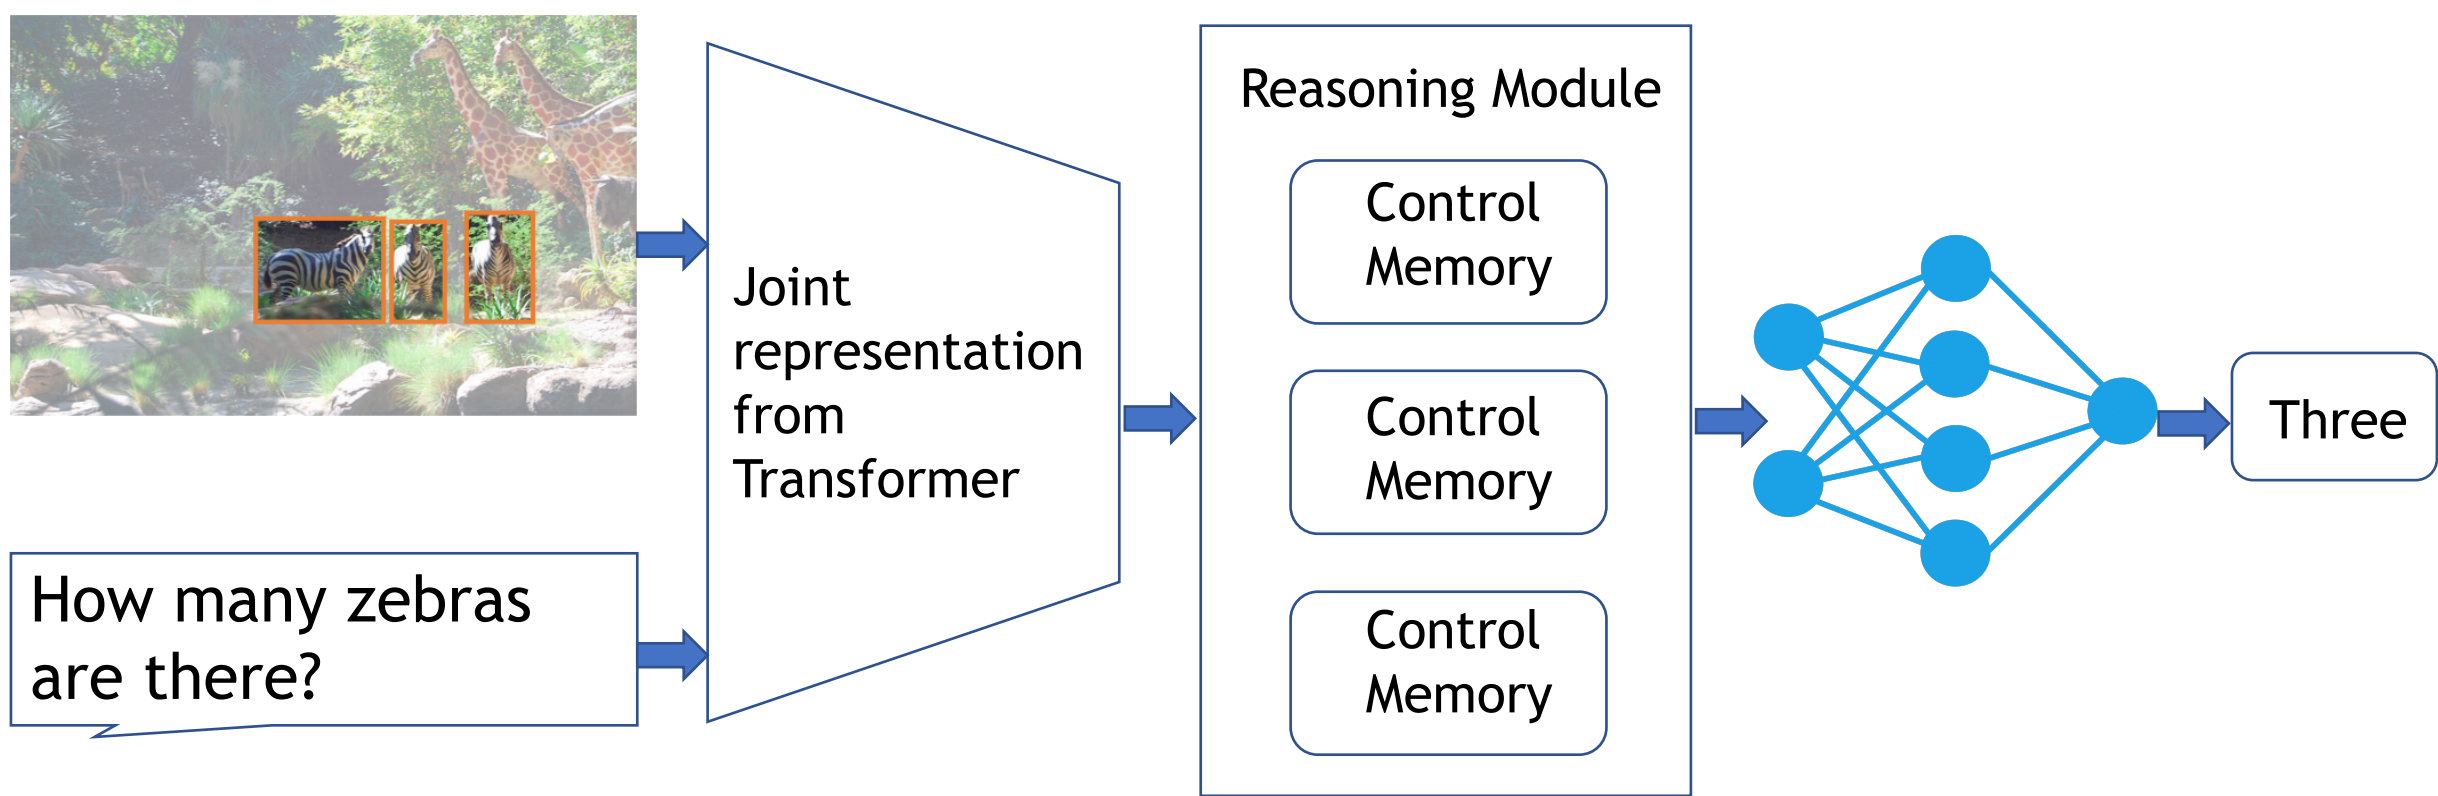 How many zebras
are there?
Joint
representation
from
Transformer
Reasoning Module
Control
Memory
Control
Memory
Control
Memory
Three